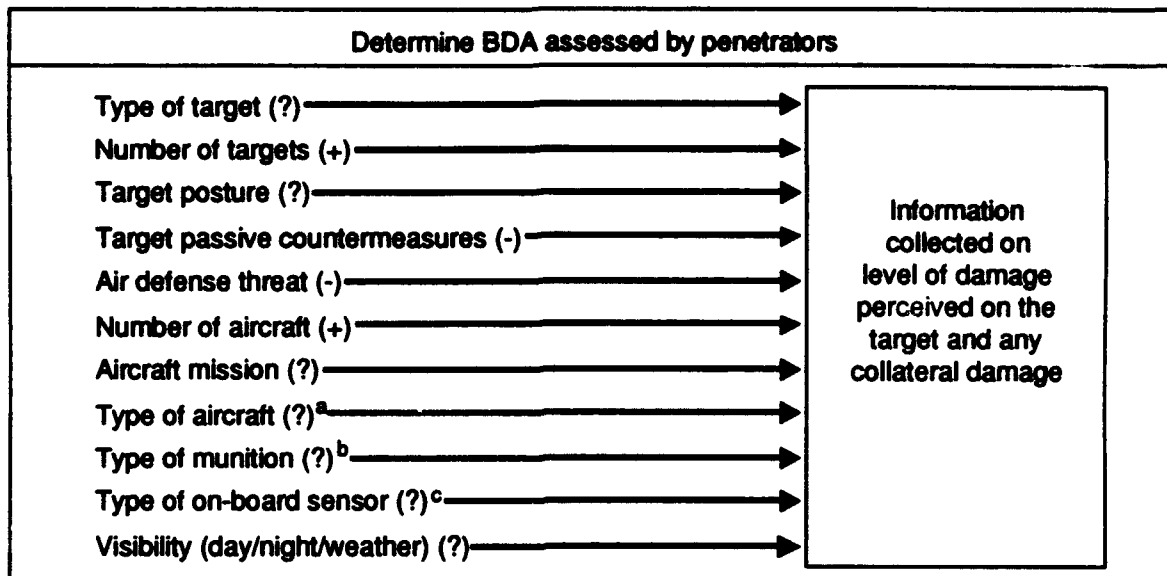 Determine BDA assessed by penetrators
Type of target (?)
Number of targets (+)
Target posture (?)
Target passive countermeasures (-)
Air defense threat (-)
Number of aircraft (+)
Aircraft mission (?)
Type of aircraft (?)a
Type of munition (?)b
Type of on-board sensor (?)c
Visibility (day/night/weather) (?)
Information
collected on
level of damage
perceived on the
target and any
collateral damage